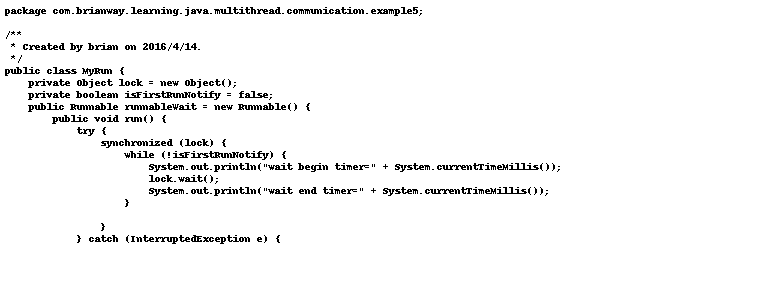 package com.brianway.learning.java.multithread.communication.example5;

/**
 * Created by brian on 2016/4/14.
 */
public class MyRun {
    private Object lock = new Object();
    private boolean isFirstRunNotify = false;
    public Runnable runnableWait = new Runnable() {
        public void run() {
            try {
                synchronized (lock) {
                    while (!isFirstRunNotify) {
                        System.out.println("wait begin timer=" + System.currentTimeMillis());
                        lock.wait();
                        System.out.println("wait end timer=" + System.currentTimeMillis());
                    }

                }
            } catch (InterruptedException e) {